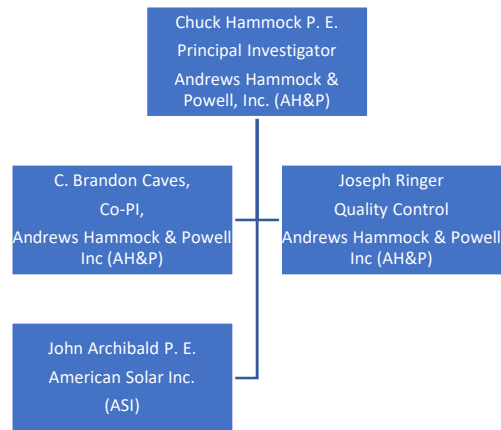 Chuck Hammock P. E.
Principal Investigator
Andrews Hammock &
Powell, Inc. (AH&P)
C. Brandon Caves,
Co-PI,
Andrews Hammock & Powell
Inc (AH&P)
Joseph Ringer
Quality Control
Andrews Hammock & Powell
Inc (AH&P)
John Archibald P. E.
American Solar Inc.
(ASI)